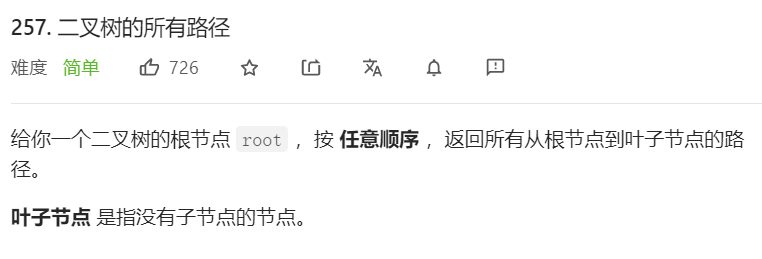 257. 二叉树的所有路径
难度 简单 726
给你一个二叉树的根节点 root ，按 任意顺序 ，返回所有从根节点到叶子节点的路
径。
叶子节点 是指没有子节点的节点。